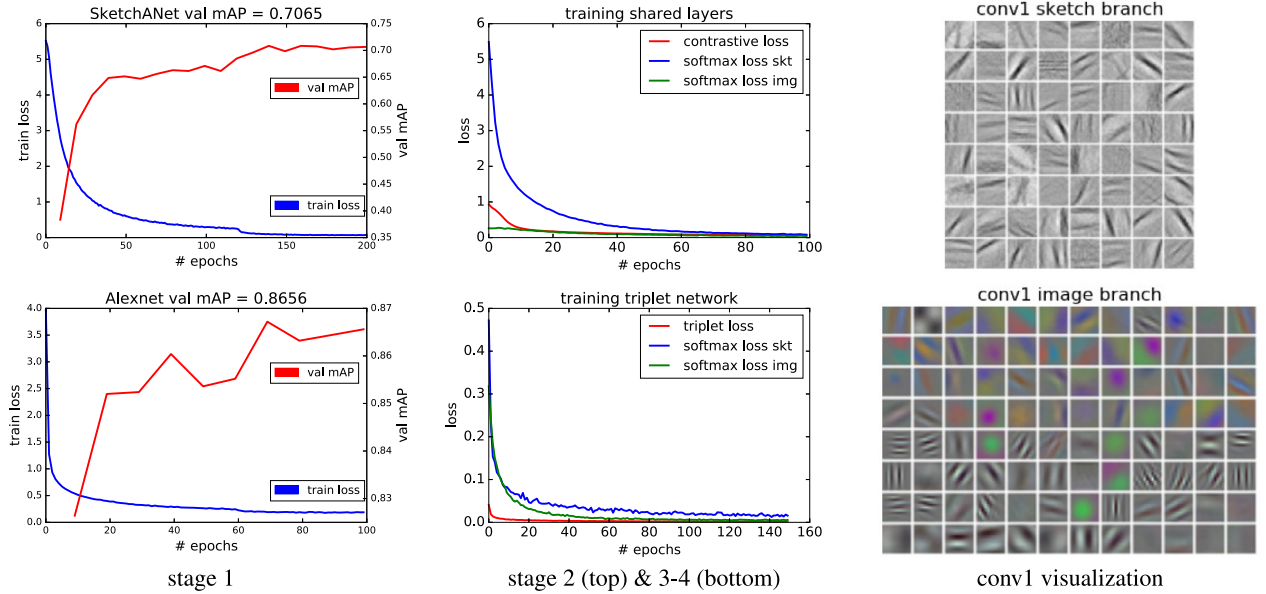 SketchANet val mAP = 0.7065
train loss
6
5
4
3
2
1
0
0.75
0.70
0.65
0.60
0.55
0.50
0.45
0.40
0.35
val mAP
val mAP
train loss
0 50 100 150 200
# epochs
training shared layers
loss
6
5
4
3
2
1
0
contrastive loss
softmax loss skt
softmax loss img
0 20 40 60 80 100
# epochs
conv1 sketch branch
Alexnet val mAP = 0.8656
train loss
4.0
3.5
3.0
2.5
2.0
1.5
1.0
0.5
0.0
0.87
0.86
0.85
0.84
0.83
val mAP
val mAP
train loss
0 20 40 60 80 100
# epochs
training triplet network
loss
0.5
0.4
0.3
0.2
0.1
0.0
triplet loss
softmax loss skt
softmax loss img
0 20 40 60 80 100 120 140 160
# epochs
conv1 image branch
stage 1
stage 2 (top) & 3-4 (bottom)
conv1 visualization